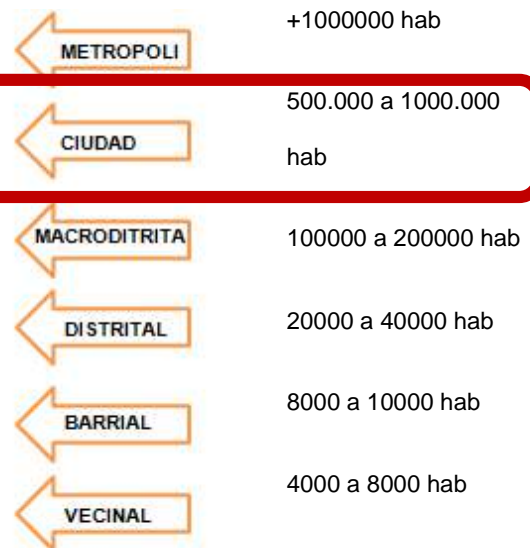 +1000000 hab
METROPOLI
500.000 a 1000.000
CIUDAD
hab
MACRODITRITA
100000 a 200000 hab
DISTRITAL
20000 a 40000 hab
BARRIAL
8000 a 10000 hab
VECINAL
4000 a 8000 hab